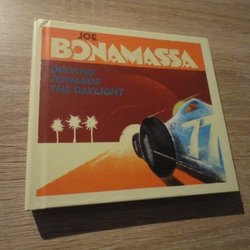 JOE
BONAMASSA
DRIVING
TOWARDS
THE DAYLIGHT